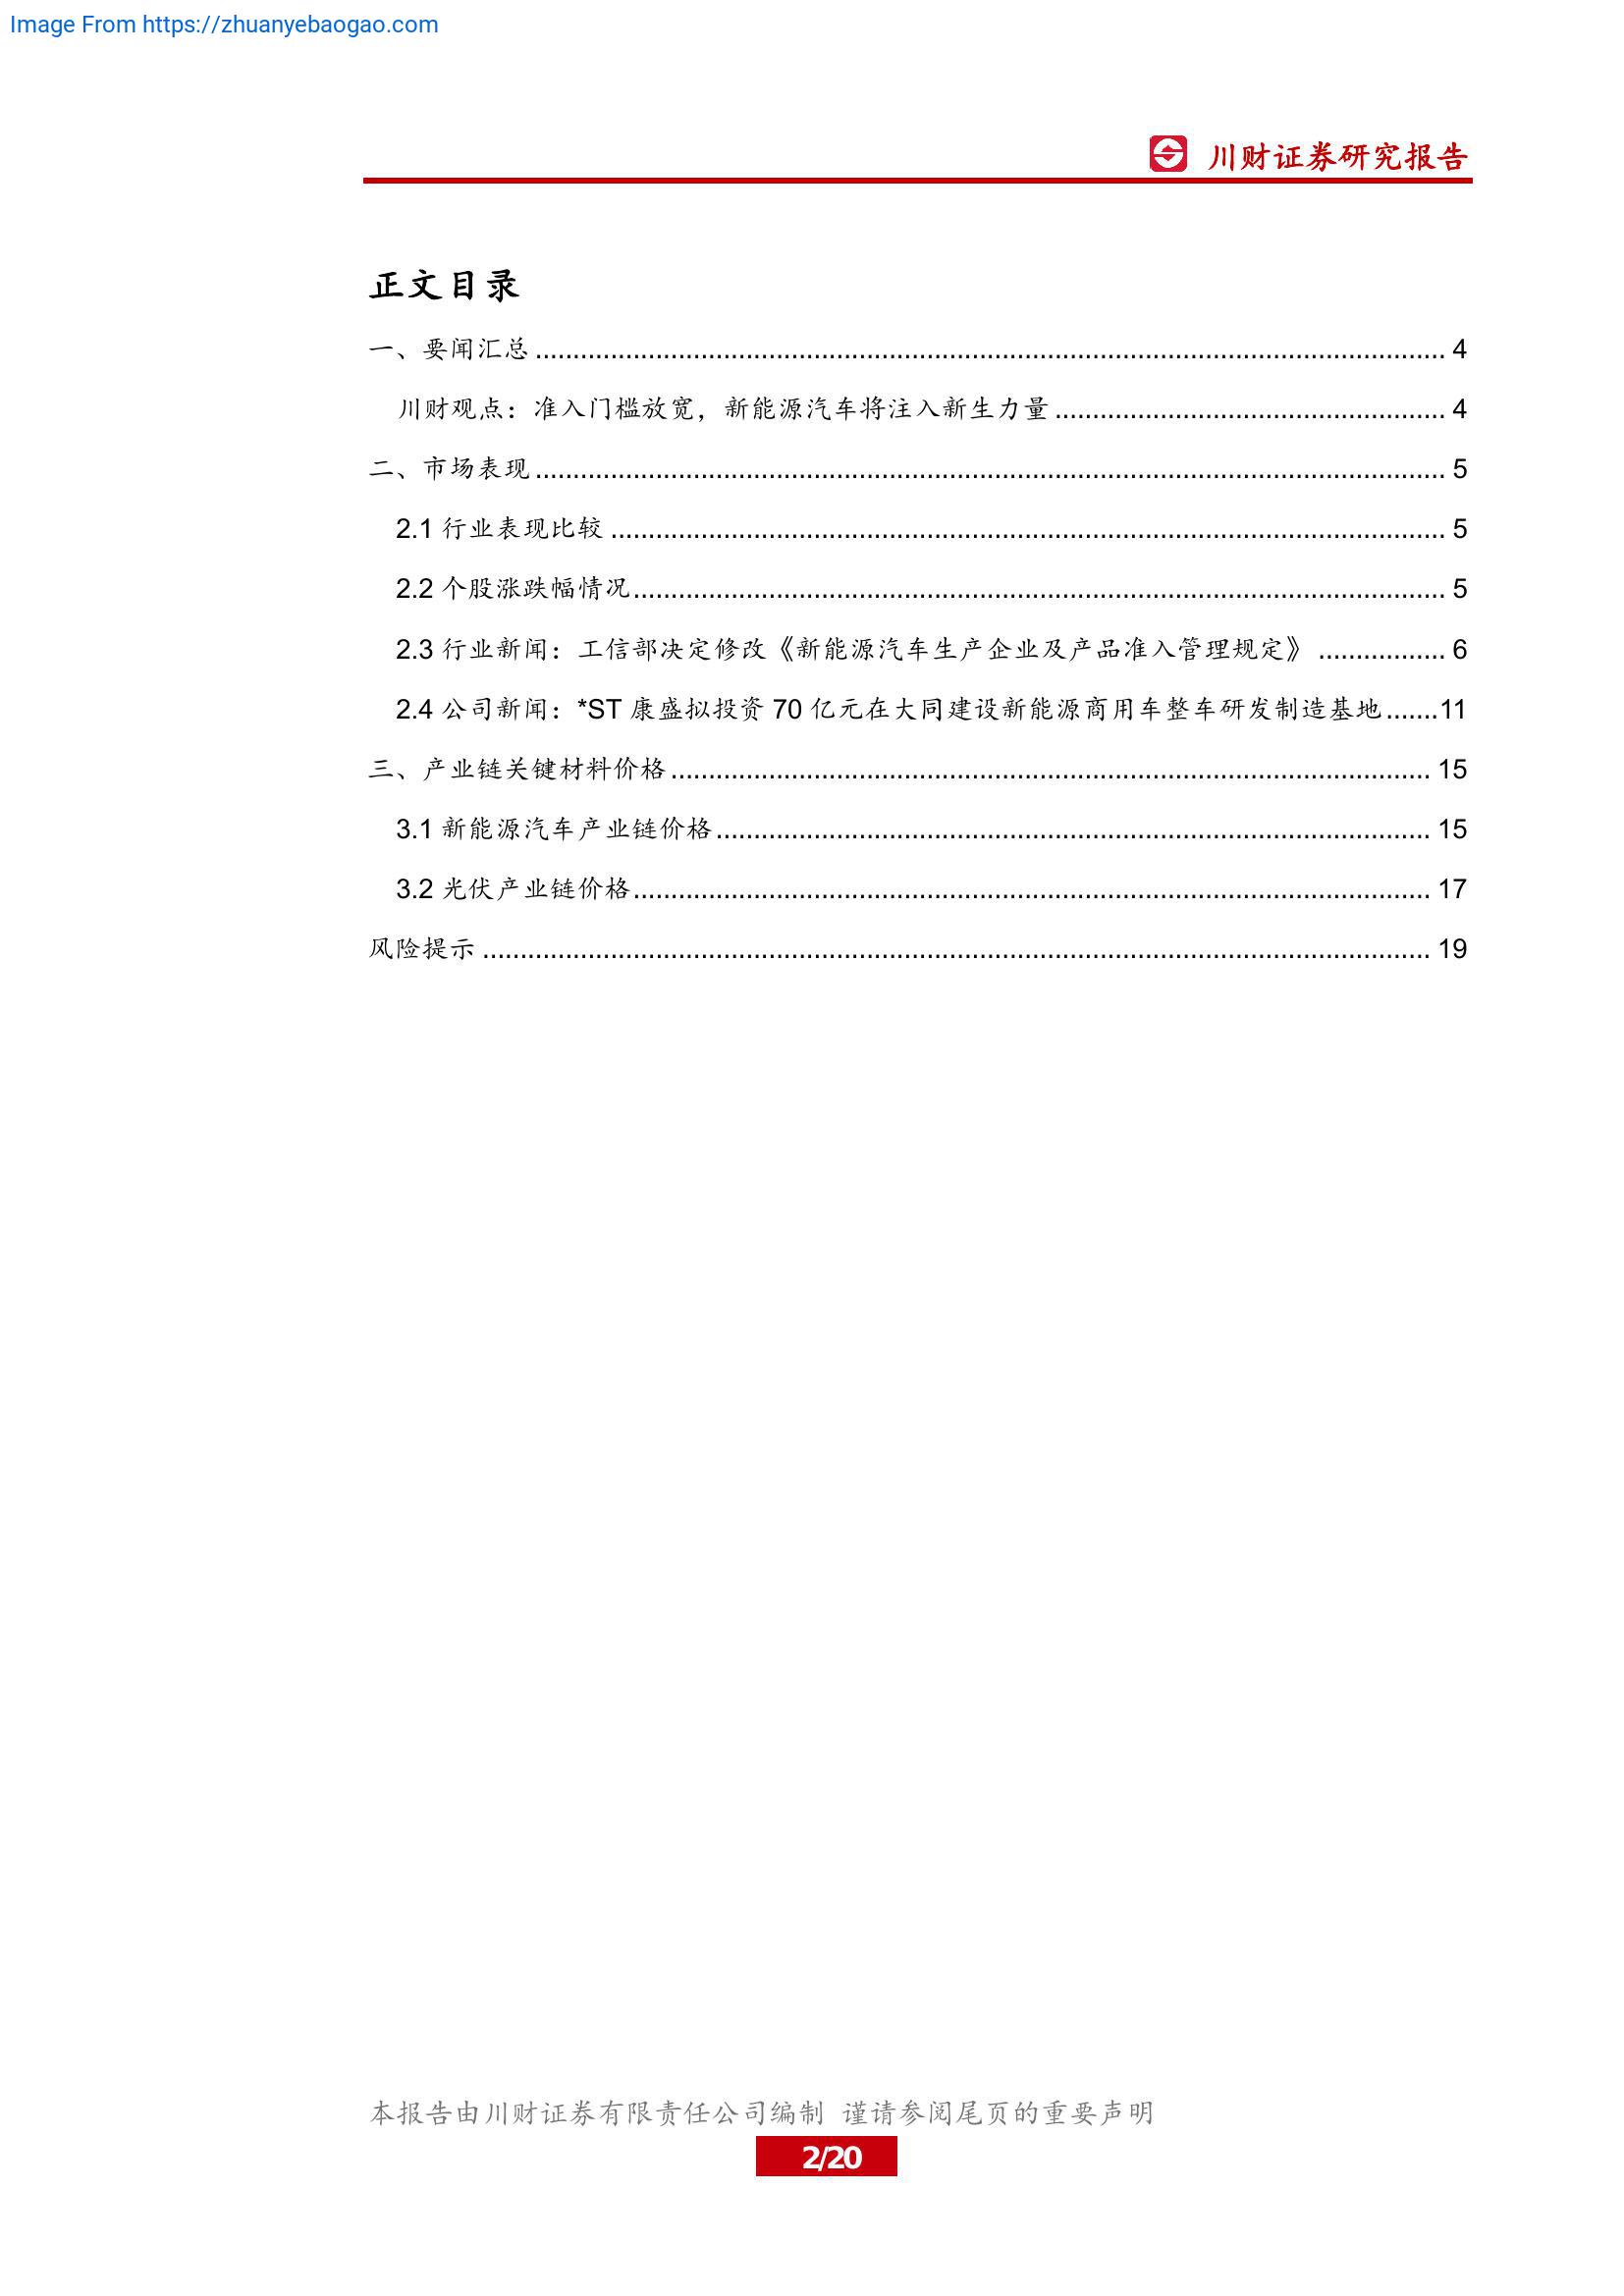 Image From https://zhuanyebaogao.com
川财证券研究报告
正文目录
一、要闻汇总 ........................................ 4
川财观点：准入门槛放宽，新能源汽车将注入新生力量 ........................................ 4
二、市场表现 ........................................ 5
2.1 行业表现比较 ........................................ 5
2.2 个股涨跌幅情况 ........................................ 5
2.3 行业新闻：工信部决定修改《新能源汽车生产企业及产品准入管理规定》 ................. 6
2.4 公司新闻：*ST 康盛拟投资 70 亿元在大同建设新能源商用车整车研发制造基地 .......11
三、产业链关键材料价格 ........................................ 15
3.1 新能源汽车产业链价格 ........................................ 15
3.2 光伏产业链价格 ........................................ 17
风险提示 ........................................ 19
本报告由川财证券有限责任公司编制 谨请参阅尾页的重要声明
2/20